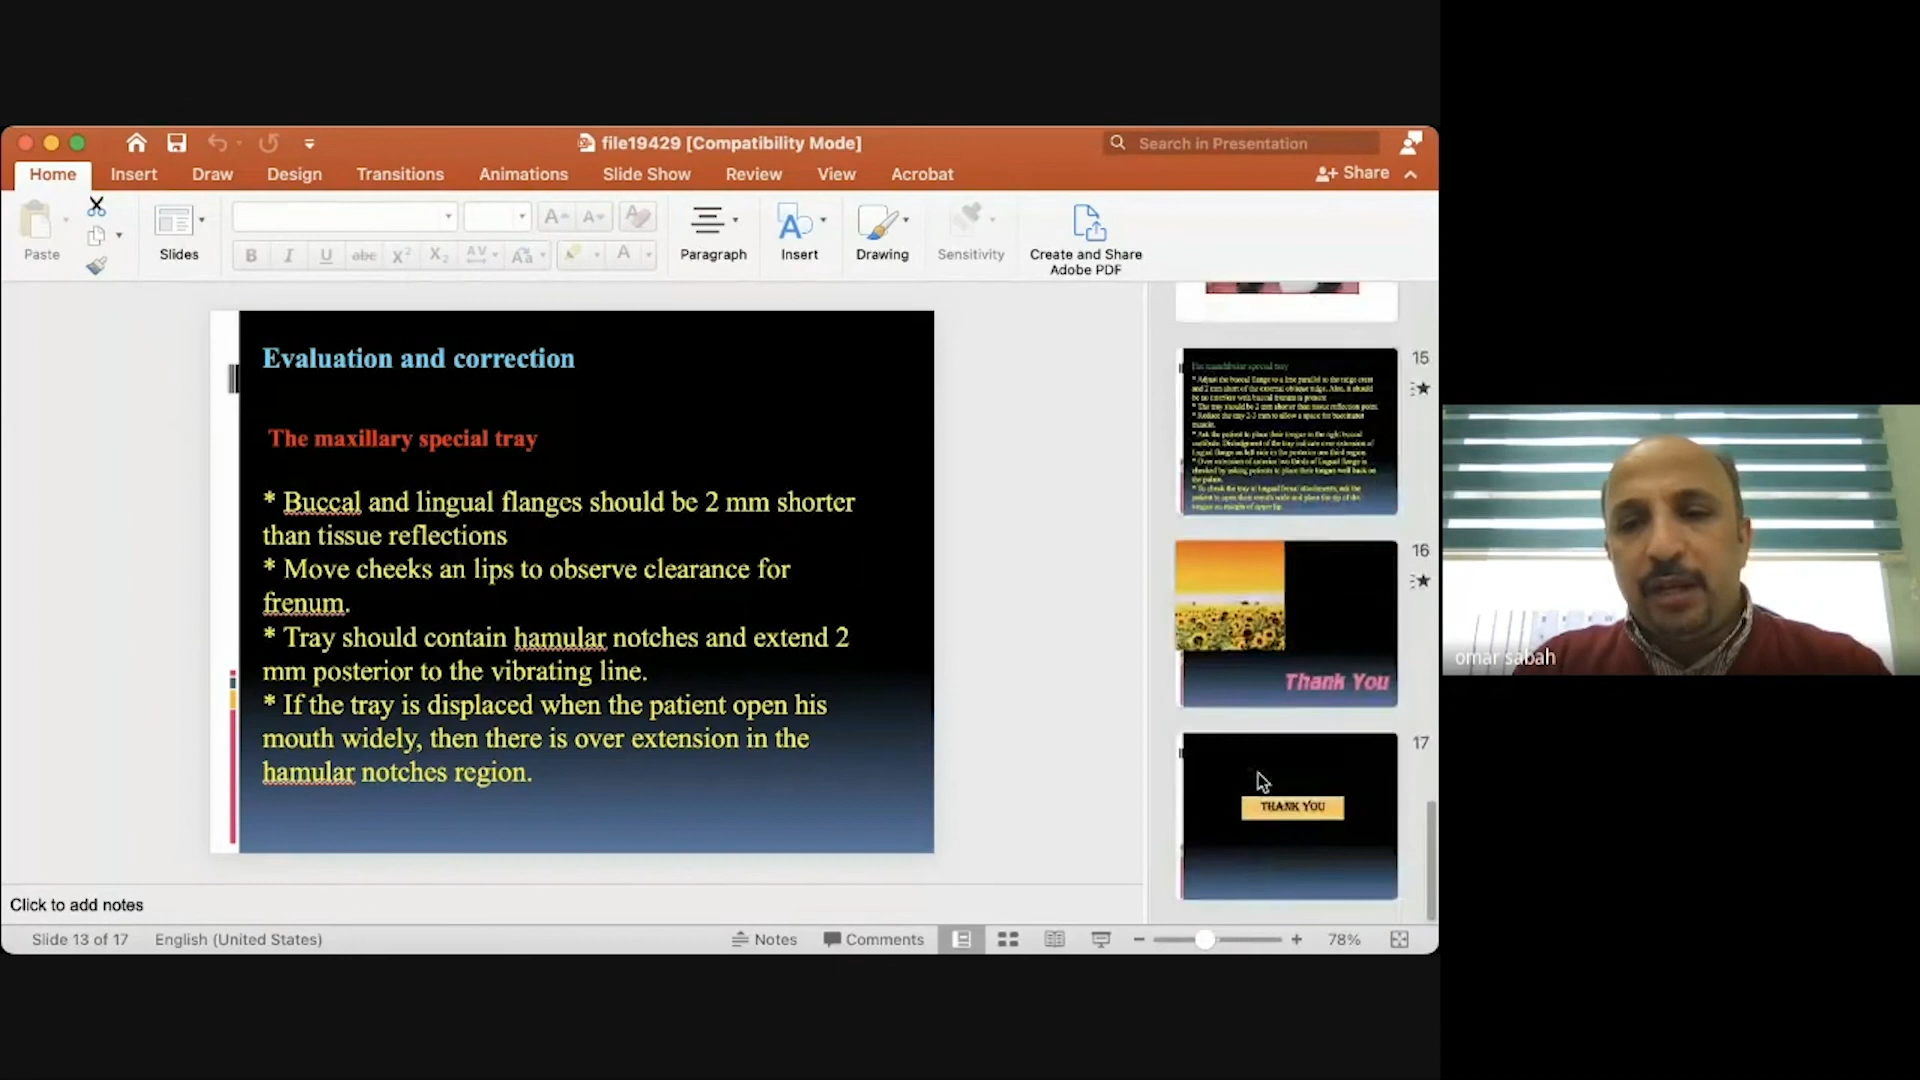 file19429 [Compatibility Mode]
Search in Presentation
Home Insert Draw Design Transitions Animations Slide Show Review View Acrobat
Share
Paste
Slides
Paragraph
Insert
Drawing
Sensitivity
Create and Share
Adobe PDF
Evaluation and correction
The maxillary special tray
* Buccal and lingual flanges should be 2 mm shorter
than tissue reflections
* Move cheeks an lips to observe clearance for
frenum.
* Tray should contain hamular notches and extend 2
mm posterior to the vibrating line.
* If the tray is displaced when the patient open his
mouth widely, then there is over extension in the
hamular notches region.
15
The mandibular special tray
16
Thank You
17
THANK YOU
omar sabah
Click to add notes
Slide 13 of 17
English (United States)
Notes
Comments
78%